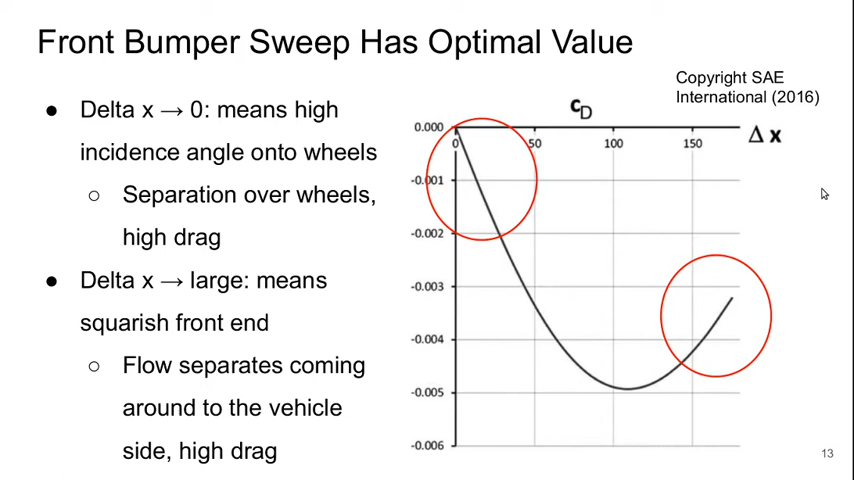 Front Bumper Sweep Has Optimal Value
Copyright SAE
International (2016)
● Delta x → 0: means high
incidence angle onto wheels
○ Separation over wheels,
high drag
● Delta x → large: means
squarish front end
○ Flow separates coming
around to the vehicle
side, high drag
cD
Δ x
0.000
0 50 100 150
-0.001
-0.002
-0.003
-0.004
-0.005
-0.006
13